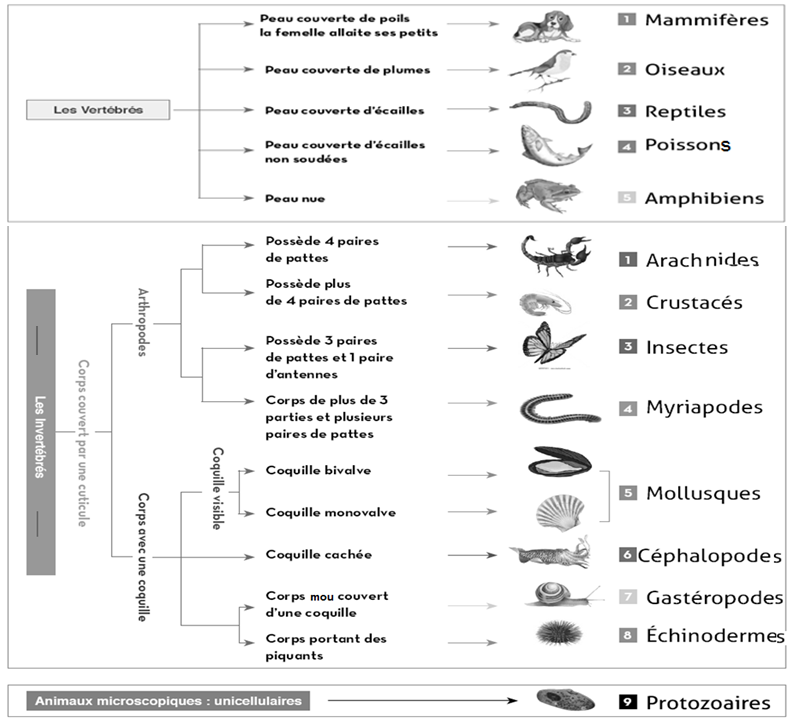 Peau couverte de poils
la femelle allaite ses petits
1 Mammifères
Peau couverte de plumes
2 Oiseaux
Les Vertébrés
Peau couverte d'écailles
3 Reptiles
Peau couverte d'écailles
non soudées
4 Poissons
Peau nue
5 Amphibiens
Les Invertébrés
Corps couvert par une cuticule
Arthropodes
Possède 4 paires
de pattes
1 Arachnides
Possède plus
de 4 paires de pattes
2 Crustacés
Possède 3 paires
de pattes et 1 paire
d'antennes
3 Insectes
Corps de plus de 3
parties et plusieurs
paires de pattes
4 Myriapodes
Corps avec une coquille
Coquille visible
Coquille bivalve
Coquille monovalve
5 Mollusques
Coquille cachée
6 Céphalopodes
Corps mou couvert
d'une coquille
7 Gastéropodes
Corps portant des
piquants
8 Échinodermes
Animaux microscopiques : unicellulaires
9 Protozoaires